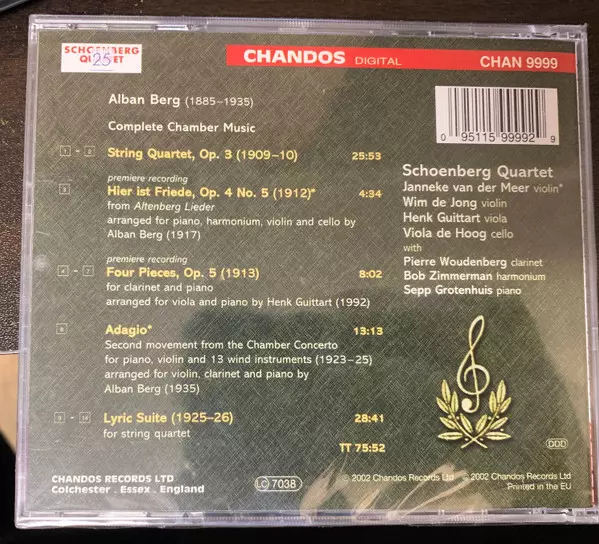 SCHOENBERG
QU 25 ET
CHANDOS DIGITAL
CHAN 9999
Alban Berg (1885–1935)
Complete Chamber Music
1 - 2 String Quartet, Op. 3 (1909–10) 25:53
premiere recording
3 Hier ist Friede, Op. 4 No. 5 (1912)* 4:34
from Altenberg Lieder
arranged for piano, harmonium, violin and cello by
Alban Berg (1917)
premiere recording
4 - 7 Four Pieces, Op. 5 (1913) 8:02
for clarinet and piano
arranged for viola and piano by Henk Guittart (1992)
8 Adagio* 13:13
Second movement from the Chamber Concerto
for piano, violin and 13 wind instruments (1923–25)
arranged for violin, clarinet and piano by
Alban Berg (1935)
9 - 14 Lyric Suite (1925–26) 28:41
for string quartet
TT 75:52
0 95115 99992 9
Schoenberg Quartet
Janneke van der Meer violin*
Wim de Jong violin
Henk Guittart viola
Viola de Hoog cello
with
Pierre Woudenberg clarinet
Bob Zimmerman harmonium
Sepp Grotenhuis piano
DDD
CHANDOS RECORDS LTD
Colchester . Essex . England
LC 7038
℗ 2002 Chandos Records Ltd © 2002 Chandos Records Ltd
Printed in the EU